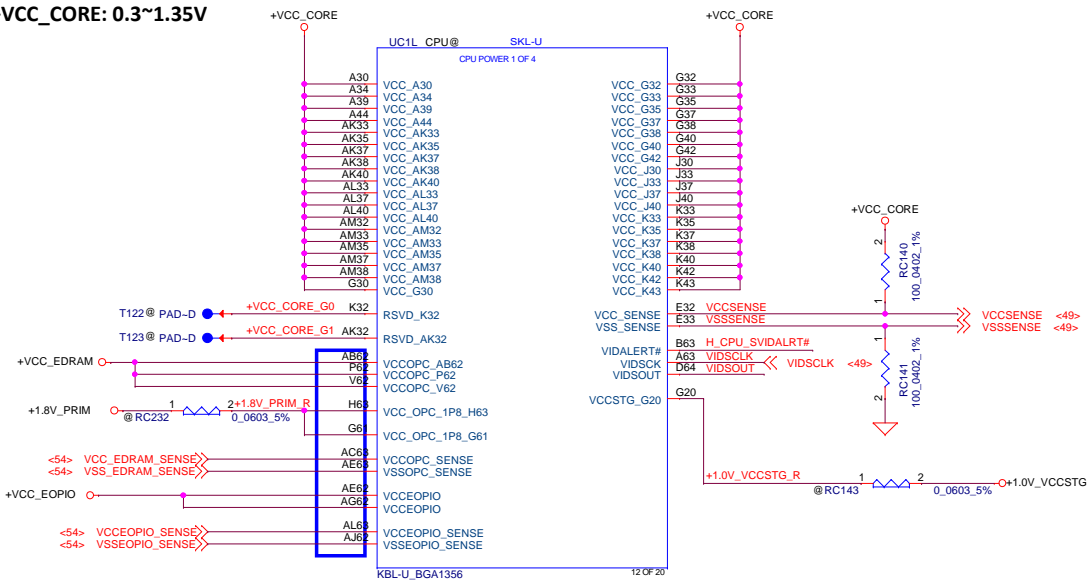 +VCC_CORE: 0.3~1.35V
+VCC_CORE
+VCC_CORE
UC1L CPU@ SKL-U
CPU POWER 1 OF 4
A30 VCC_A30
A34 VCC_A34
A39 VCC_A39
A44 VCC_A44
AK33 VCC_AK33
AK35 VCC_AK35
AK37 VCC_AK37
AK38 VCC_AK38
AK40 VCC_AK40
AL33 VCC_AL33
AL37 VCC_AL37
AL40 VCC_AL40
AM32 VCC_AM32
AM33 VCC_AM33
AM35 VCC_AM35
AM37 VCC_AM37
AM38 VCC_AM38
G30 VCC_G30
VCC_G32 G32
VCC_G33 G33
VCC_G35 G35
VCC_G37 G37
VCC_G38 G38
VCC_G40 G40
VCC_G42 G42
VCC_J30 J30
VCC_J33 J33
VCC_J37 J37
VCC_J40 J40
VCC_K33 K33
VCC_K35 K35
VCC_K37 K37
VCC_K38 K38
VCC_K40 K40
VCC_K42 K42
VCC_K43 K43
T122@ PAD~D +VCC_CORE_G0 K32 RSVD_K32
T123@ PAD~D +VCC_CORE_G1 AK32 RSVD_AK32
+VCC_EDRAM
AB62 VCCOPC_AB62
P62 VCCOPC_P62
V62 VCCOPC_V62
+1.8V_PRIM 1 2 +1.8V_PRIM_R H63 VCC_OPC_1P8_H63
@RC232 0_0603_5%
G61 VCC_OPC_1P8_G61
<54> VCC_EDRAM_SENSE AC63 VCCOPC_SENSE
<54> VSS_EDRAM_SENSE AE63 VSSOPC_SENSE
+VCC_EOPIO
AE62 VCCEOPIO
AG62 VCCEOPIO
<54> VCCEOPIO_SENSE AL63 VCCEOPIO_SENSE
<54> VSSEOPIO_SENSE AJ62 VSSEOPIO_SENSE
+VCC_CORE
2
RC140
100_0402_1%
1
VCC_SENSE E32 VCCSENSE VCCSENSE <49>
VSS_SENSE E33 VSSSENSE VSSSENSE <49>
1
RC141
100_0402_1%
2
VIDALERT# B63 H_CPU_SVIDALRT#
VIDSCK A63 VIDSCLK VIDSCLK <49>
VIDSOUT D64 VIDSOUT
VCCSTG_G20 G20
+1.0V_VCCSTG_R 1 2 +1.0V_VCCSTG
@RC143 0_0603_5%
KBL-U_BGA1356
12 OF 20